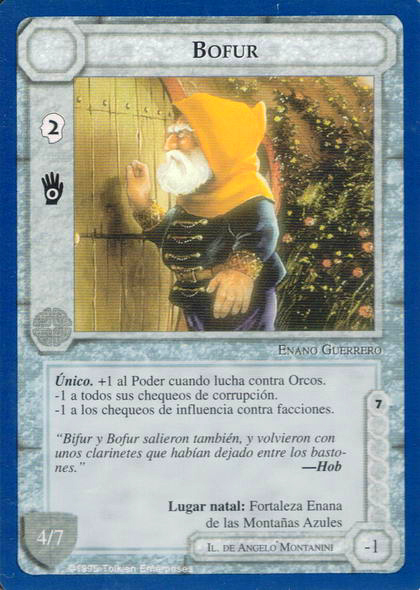 BOFUR
2
ENANO GUERRERO
Único. +1 al Poder cuando lucha contra Orcos.
-1 a todos sus chequeos de corrupción.
-1 a los chequeos de influencia contra facciones.
7
"Bifur y Bofur salieron también, y volvieron con
unos clarinetes que habían dejado entre los basto-
nes."
—Hob
Lugar natal: Fortaleza Enana
de las Montañas Azules
4/7
IL. DE ANGELO MONTANINI
-1
©1995 Tolkien Enterprises